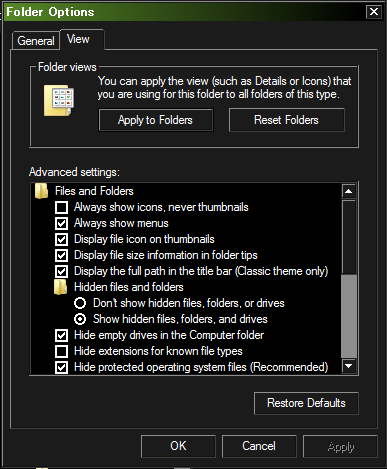 Folder Options
General
View
Folder views
You can apply the view (such as Details or Icons) that
you are using for this folder to all folders of this type.
Apply to Folders
Reset Folders
Advanced settings:
Files and Folders
Always show icons, never thumbnails
Always show menus
Display file icon on thumbnails
Display file size information in folder tips
Display the full path in the title bar (Classic theme only)
Hidden files and folders
Don't show hidden files, folders, or drives
Show hidden files, folders, and drives
Hide empty drives in the Computer folder
Hide extensions for known file types
Hide protected operating system files (Recommended)
Restore Defaults
OK
Cancel
Apply